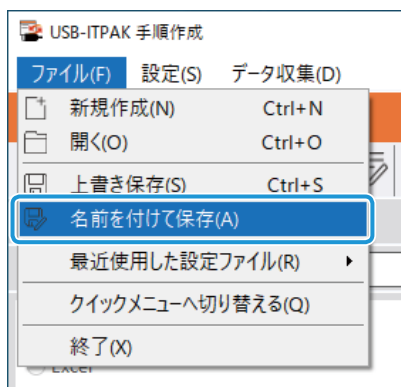 USB-ITPAK 手順作成
ファイル(F) 設定(S) データ収集(D)
新規作成(N) Ctrl+N
開く(O) Ctrl+O
上書き保存(S) Ctrl+S
名前を付けて保存(A)
最近使用した設定ファイル(R)
クイックメニューへ切り替える(Q)
終了(X)
Excel